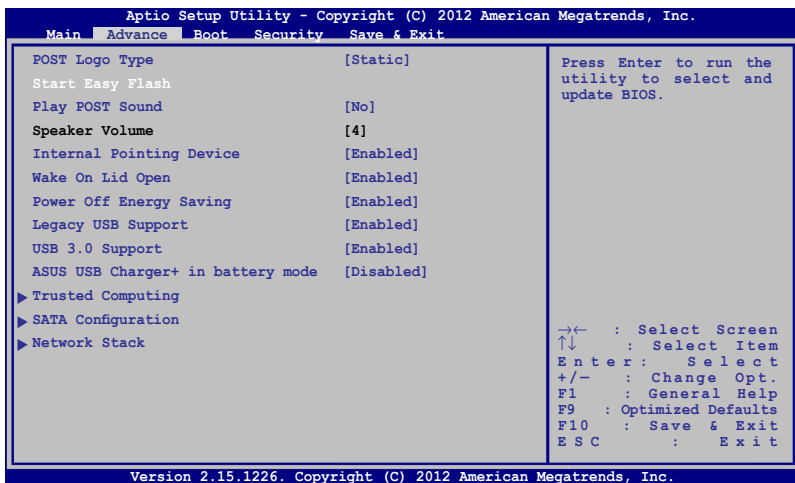 Aptio Setup Utility - Copyright (C) 2012 American Megatrends, Inc.
Main Advance Boot Security Save & Exit
POST Logo Type [Static]
Start Easy Flash
Play POST Sound [No]
Speaker Volume [4]
Internal Pointing Device [Enabled]
Wake On Lid Open [Enabled]
Power Off Energy Saving [Enabled]
Legacy USB Support [Enabled]
USB 3.0 Support [Enabled]
ASUS USB Charger+ in battery mode [Disabled]
Trusted Computing
SATA Configuration
Network Stack
Press Enter to run the
utility to select and
update BIOS.
→← : Select Screen
↑↓ : Select Item
Enter: Select
+/— : Change Opt.
F1 : General Help
F9 : Optimized Defaults
F10 : Save & Exit
ESC : Exit
Version 2.15.1226. Copyright (C) 2012 American Megatrends, Inc.